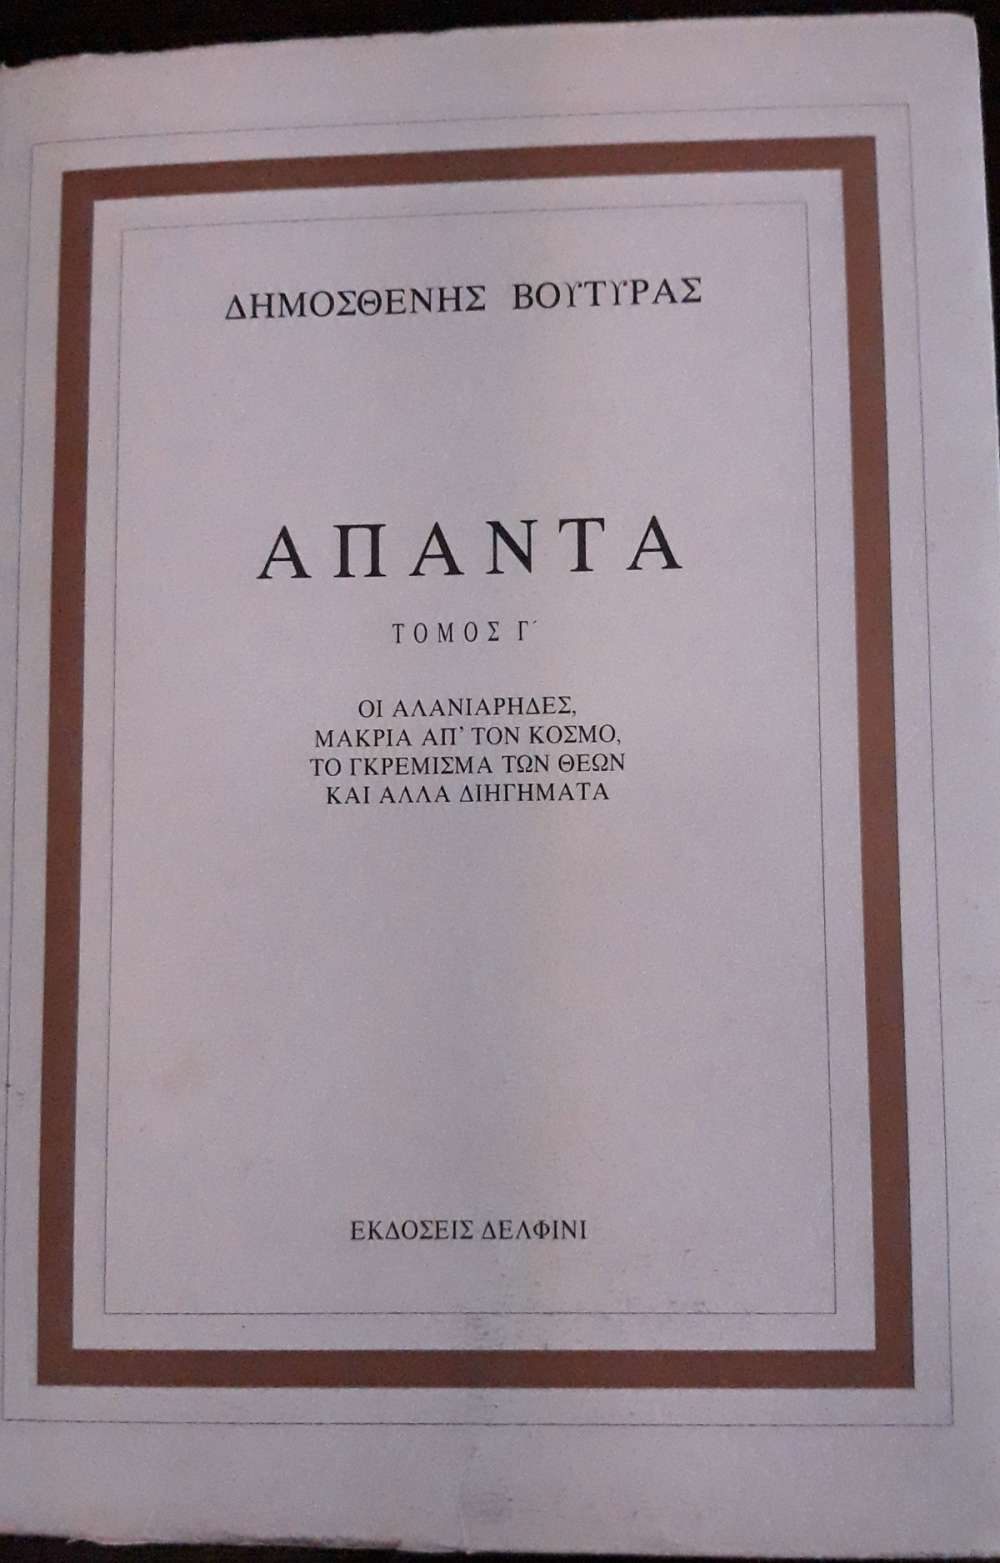 ΔΗΜΟΣΘΕΝΗΣ ΒΟΥΤΥΡΑΣ
ΑΠΑΝΤΑ
ΤΟΜΟΣ Γ΄
ΟΙ ΑΛΑΝΙΑΡΗΔΕΣ,
ΜΑΚΡΙΑ ΑΠ' ΤΟΝ ΚΟΣΜΟ,
ΤΟ ΓΚΡΕΜΙΣΜΑ ΤΩΝ ΘΕΩΝ
ΚΑΙ ΑΛΛΑ ΔΙΗΓΗΜΑΤΑ
ΕΚΔΟΣΕΙΣ ΔΕΛΦΙΝΙ